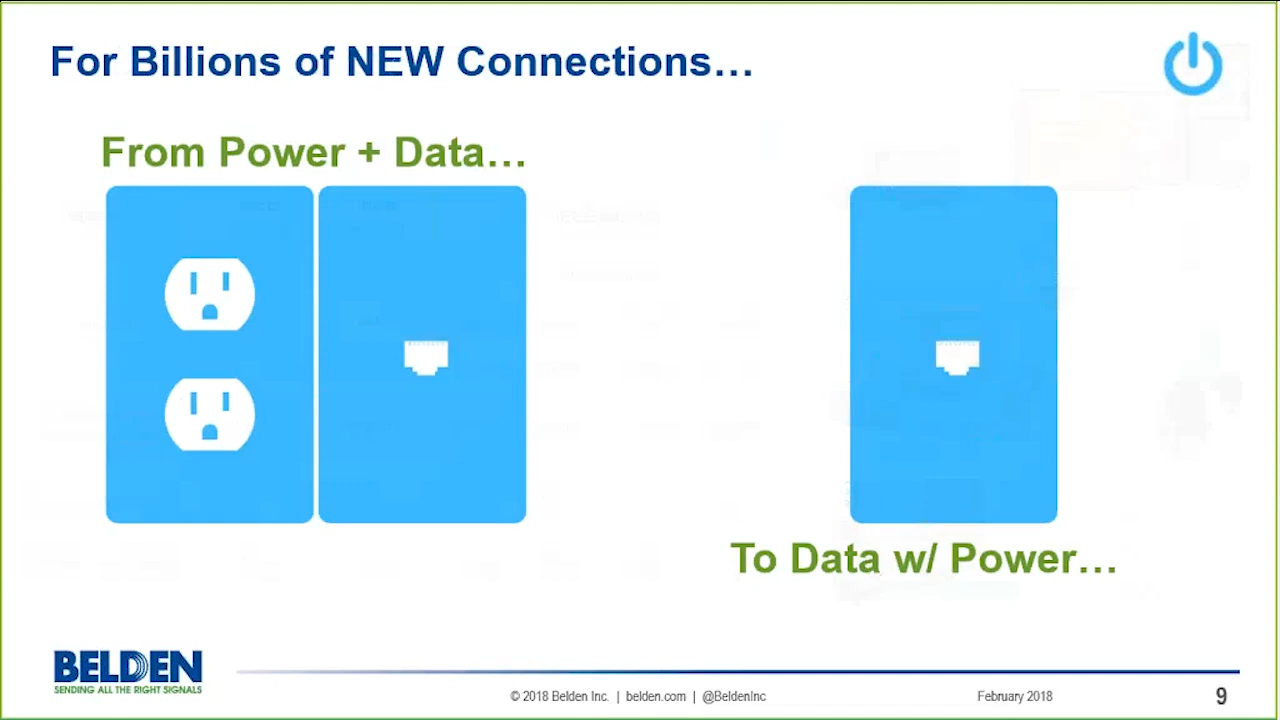 For Billions of NEW Connections…
From Power + Data…
To Data w/ Power…
BELDEN
SENDING ALL THE RIGHT SIGNALS
© 2018 Belden Inc. | belden.com | @BeldenInc
February 2018
9